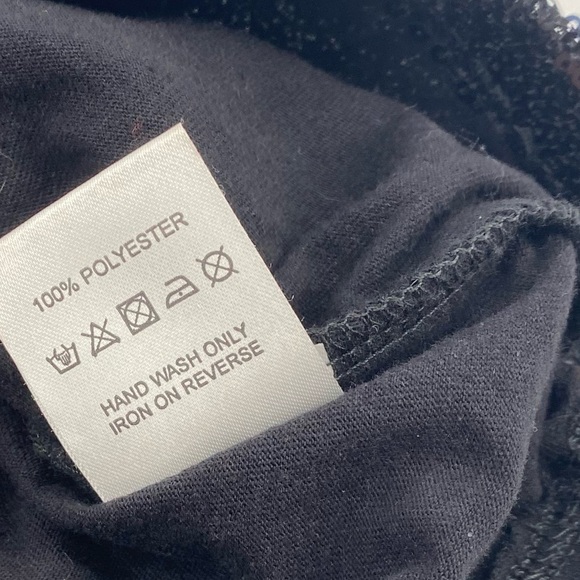 100% POLYESTER
HAND WASH ONLY
IRON ON REVERSE